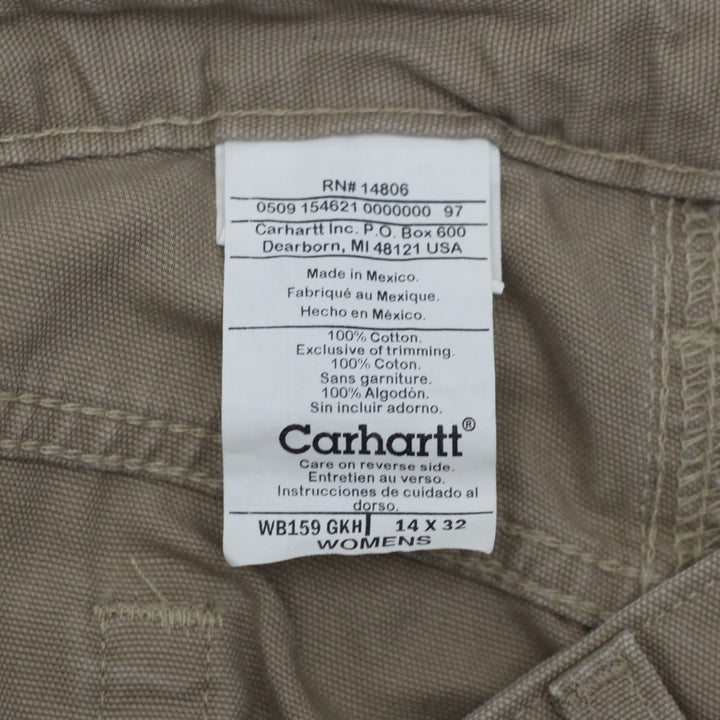 RN# 14806
0509 154621 0000000 97
Carhartt Inc. P.O. Box 600
Dearborn, MI 48121 USA
Made in Mexico.
Fabriqué au Mexique.
Hecho en México.
100% Cotton.
Exclusive of trimming.
100% Coton.
Sans garniture.
100% Algodón.
Sin incluir adorno.
Carhartt®
Care on reverse side.
Entretien au verso.
Instrucciones de cuidado al
dorso.
WB159 GKH 14 X 32
WOMENS